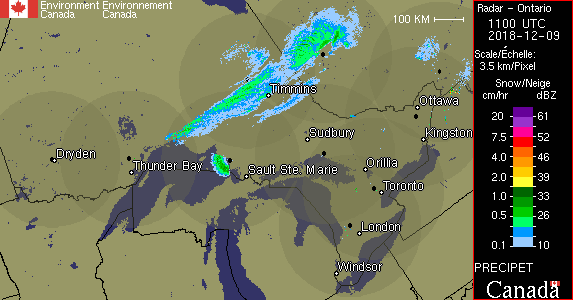 Environment Environnement
Canada Canada
100 KM
Timmins
Ottawa
Sudbury
Kingston
Dryden
Thunder Bay
Sault Ste. Marie
Orillia
Toronto
London
Windsor
Radar - Ontario
1100 UTC
2018-12-09
Scale/Échelle:
3.5 km/Pixel
Snow/Neige
cm/hr dBZ
20 61
7.5 52
4.0 46
2.0 39
1.0 33
0.5 26
0.1 10
PRECIPET
Canada